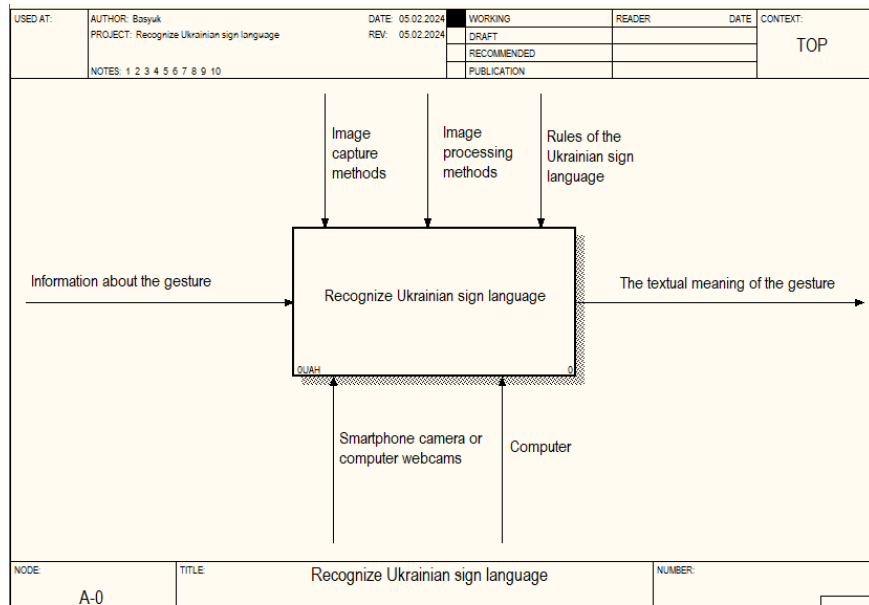 USED AT:
AUTHOR: Basyuk
DATE: 05.02.2024
WORKING
READER
DATE
CONTEXT:
PROJECT: Recognize Ukrainian sign language
REV: 05.02.2024
DRAFT
TOP
RECOMMENDED
NOTES: 1 2 3 4 5 6 7 8 9 10
PUBLICATION
Image
capture
methods
Image
processing
methods
Rules of the
Ukrainian sign
language
Information about the gesture
Recognize Ukrainian sign language
The textual meaning of the gesture
0UAH
0
Smartphone camera or
computer webcams
Computer
NODE:
TITLE:
Recognize Ukrainian sign language
NUMBER:
A-0